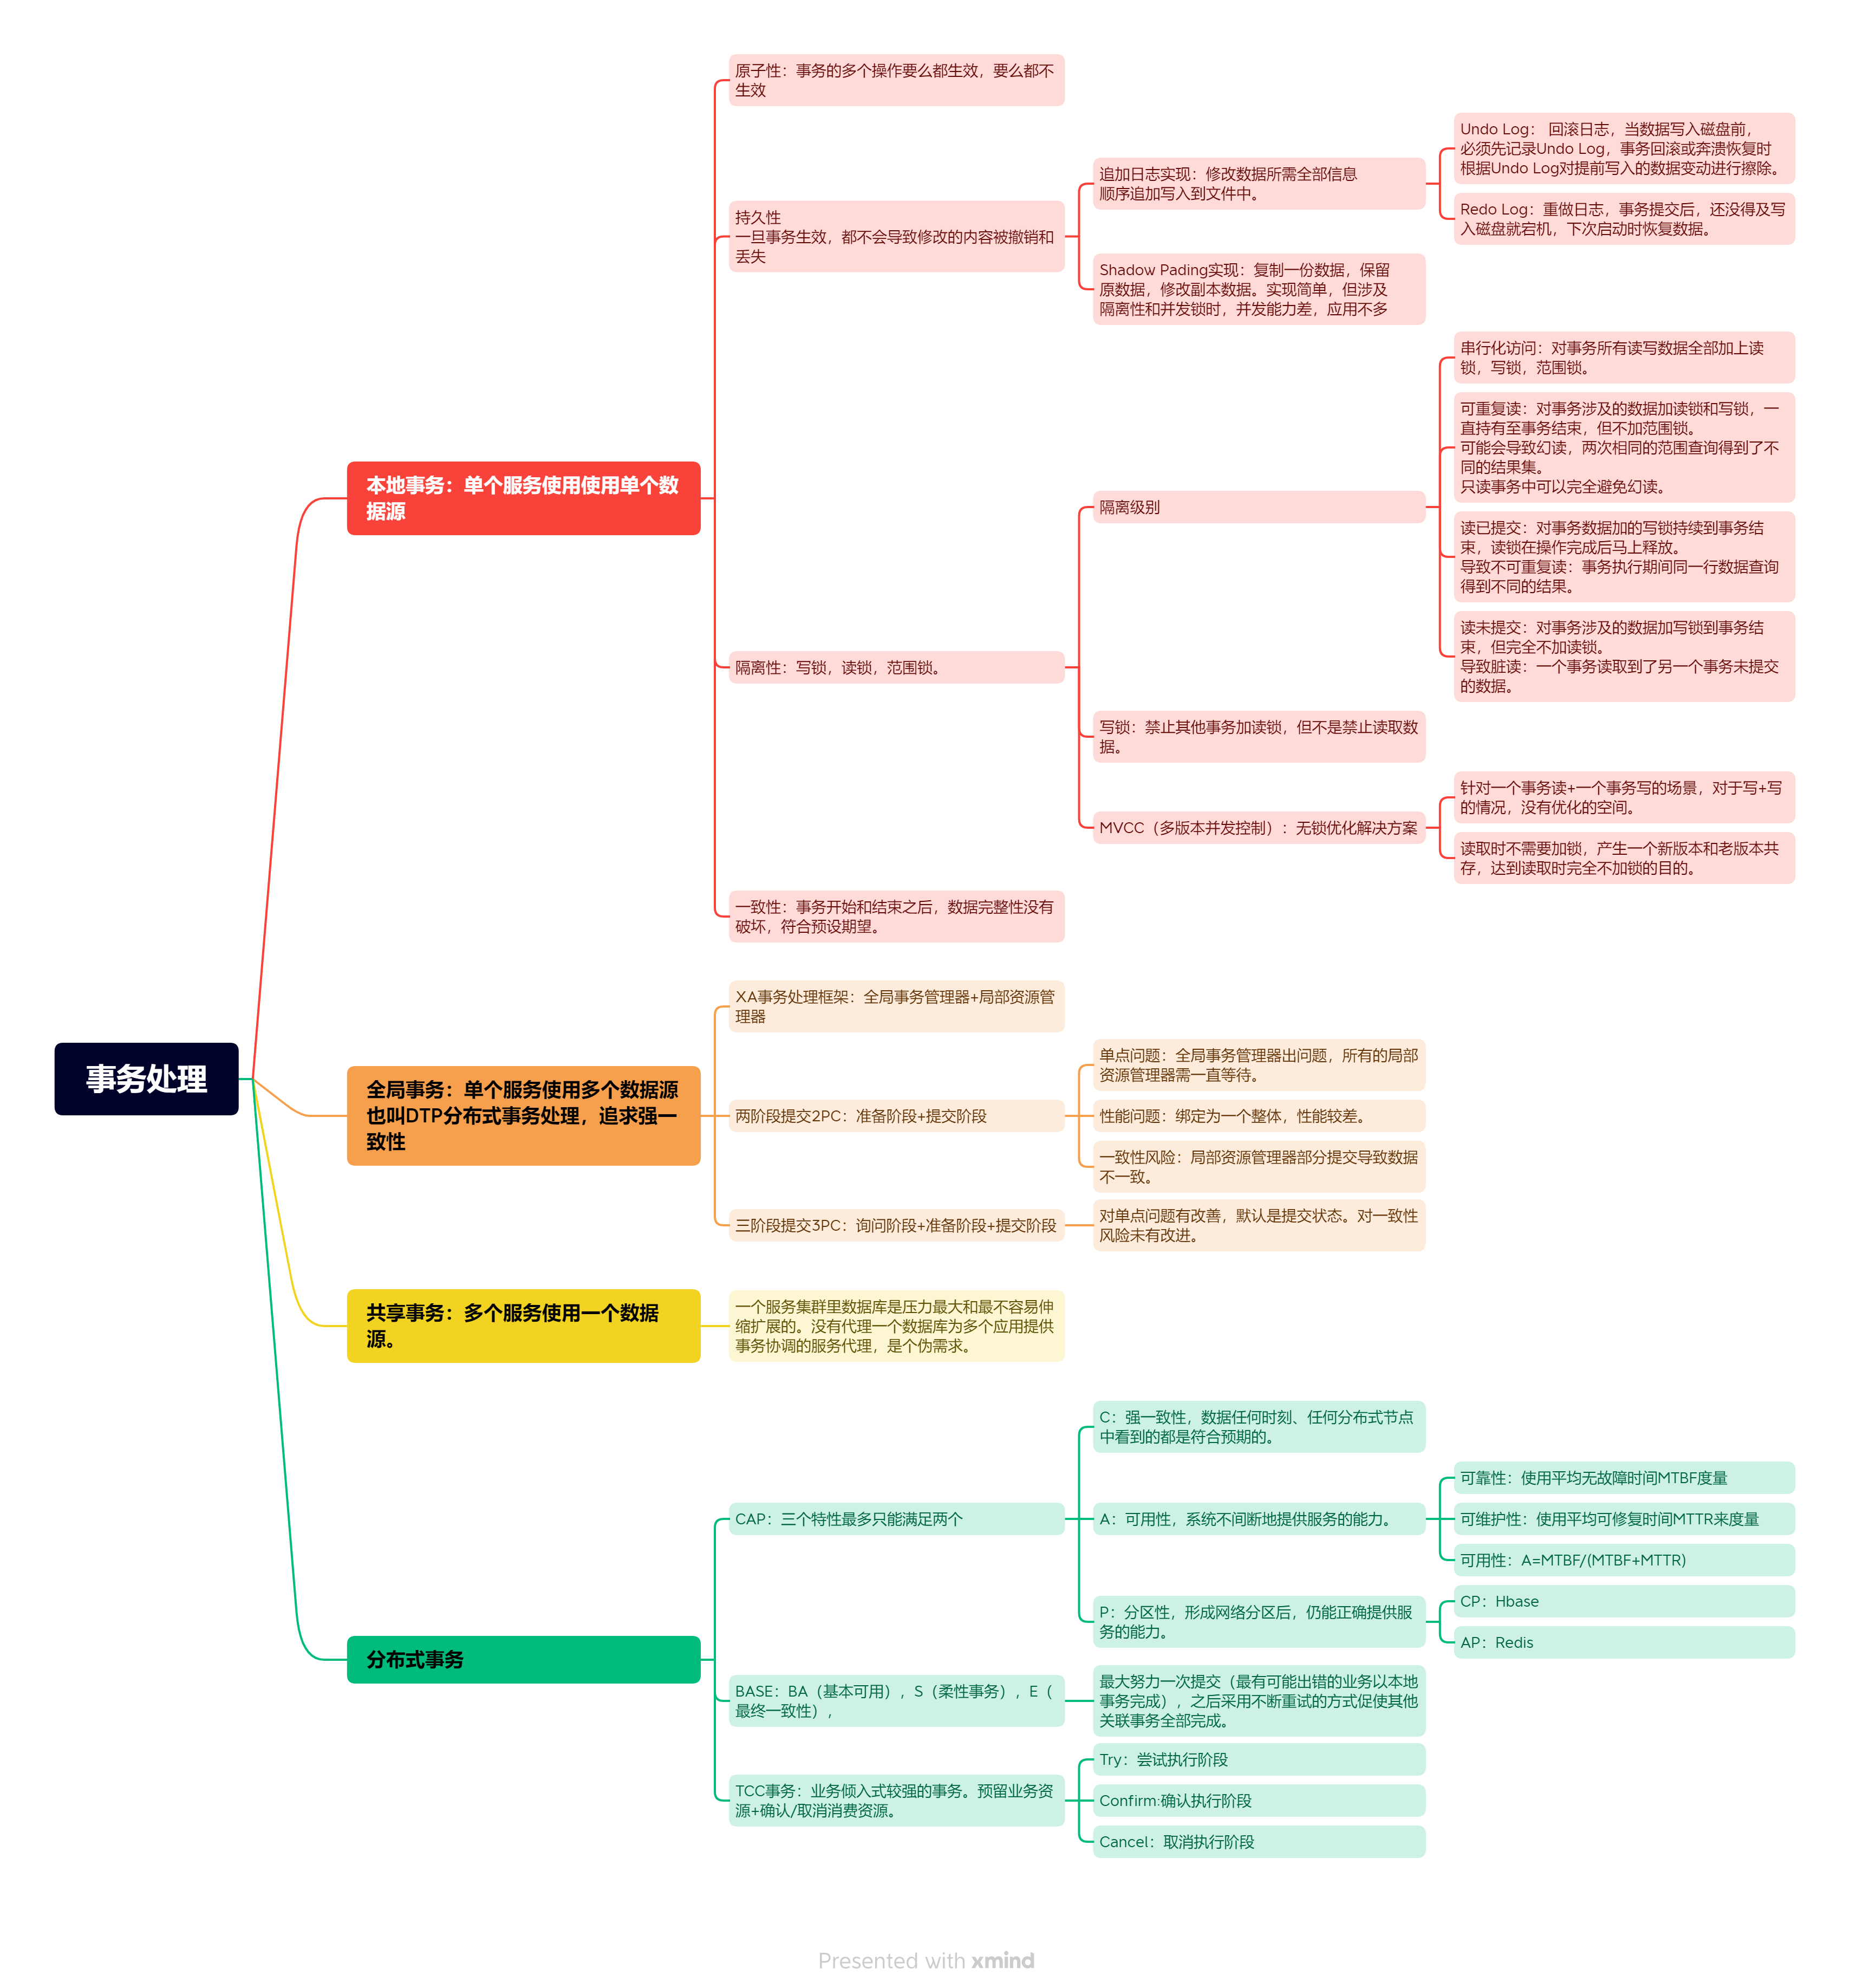 事务处理
本地事务：单个服务使用使用单个数
据源
原子性：事务的多个操作要么都生效，要么都不
生效
持久性
一旦事务生效，都不会导致修改的内容被撤销和
丢失
追加日志实现：修改数据所需全部信息
顺序追加写入到文件中。
Undo Log： 回滚日志，当数据写入磁盘前，
必须先记录Undo Log，事务回滚或奔溃恢复时
根据Undo Log对提前写入的数据变动进行擦除。
Redo Log：重做日志，事务提交后，还没得及写
入磁盘就宕机，下次启动时恢复数据。
Shadow Pading实现：复制一份数据，保留
原数据，修改副本数据。实现简单，但涉及
隔离性和并发锁时，并发能力差，应用不多
隔离性：写锁，读锁，范围锁。
隔离级别
串行化访问：对事务所有读写数据全部加上读
锁，写锁，范围锁。
可重复读：对事务涉及的数据加读锁和写锁，一
直持有至事务结束，但不加范围锁。
可能会导致幻读，两次相同的范围查询得到了不
同的结果集。
只读事务中可以完全避免幻读。
读已提交：对事务数据加的写锁持续到事务结
束，读锁在操作完成后马上释放。
导致不可重复读：事务执行期间同一行数据查询
得到不同的结果。
读未提交：对事务涉及的数据加写锁到事务结
束，但完全不加读锁。
导致脏读：一个事务读取到了另一个事务未提交
的数据。
写锁：禁止其他事务加读锁，但不是禁止读取数
据。
MVCC（多版本并发控制）：无锁优化解决方案
针对一个事务读+一个事务写的场景，对于写+写
的情况，没有优化的空间。
读取时不需要加锁，产生一个新版本和老版本共
存，达到读取时完全不加锁的目的。
一致性：事务开始和结束之后，数据完整性没有
破坏，符合预设期望。
全局事务：单个服务使用多个数据源
也叫DTP分布式事务处理，追求强一
致性
XA事务处理框架：全局事务管理器+局部资源管
理器
两阶段提交2PC：准备阶段+提交阶段
单点问题：全局事务管理器出问题，所有的局部
资源管理器需一直等待。
性能问题：绑定为一个整体，性能较差。
一致性风险：局部资源管理器部分提交导致数据
不一致。
三阶段提交3PC：询问阶段+准备阶段+提交阶段
对单点问题有改善，默认是提交状态。对一致性
风险未有改进。
共享事务：多个服务使用一个数据
源。
一个服务集群里数据库是压力最大和最不容易伸
缩扩展的。没有代理一个数据库为多个应用提供
事务协调的服务代理，是个伪需求。
分布式事务
CAP：三个特性最多只能满足两个
C：强一致性，数据任何时刻、任何分布式节点
中看到的都是符合预期的。
A：可用性，系统不间断地提供服务的能力。
可靠性：使用平均无故障时间MTBF度量
可维护性：使用平均可修复时间MTTR来度量
可用性：A=MTBF/(MTBF+MTTR)
P：分区性，形成网络分区后，仍能正确提供服
务的能力。
CP：Hbase
AP：Redis
BASE：BA（基本可用），S（柔性事务），E（
最终一致性），
最大努力一次提交（最有可能出错的业务以本地
事务完成），之后采用不断重试的方式促使其他
关联事务全部完成。
TCC事务：业务倾入式较强的事务。预留业务资
源+确认/取消消费资源。
Try：尝试执行阶段
Confirm:确认执行阶段
Cancel：取消执行阶段
Presented with xmind